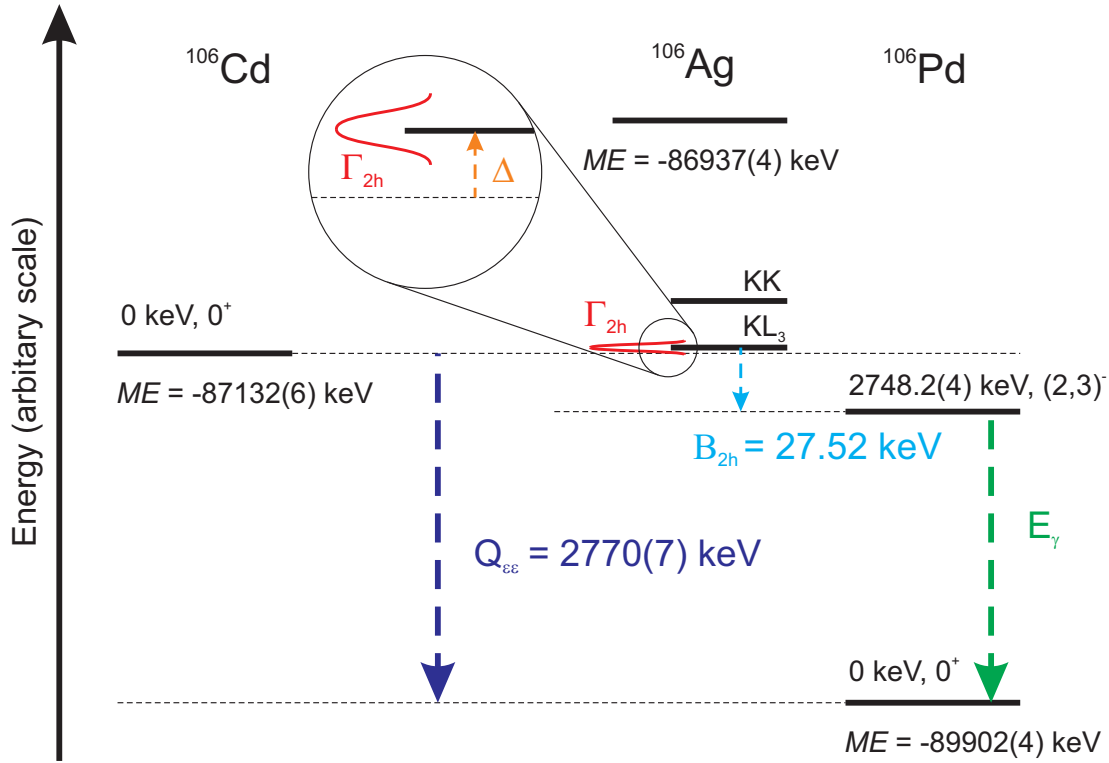 Energy (arbitary scale)
¹⁰⁶Cd
¹⁰⁶Ag
¹⁰⁶Pd
ME = -86937(4) keV
Γ₂ₕ
Δ
KK
0 keV, 0⁺
Γ₂ₕ
KL₃
ME = -87132(6) keV
2748.2(4) keV, (2,3)⁻
B₂ₕ = 27.52 keV
E_γ
Q_εε = 2770(7) keV
0 keV, 0⁺
ME = -89902(4) keV